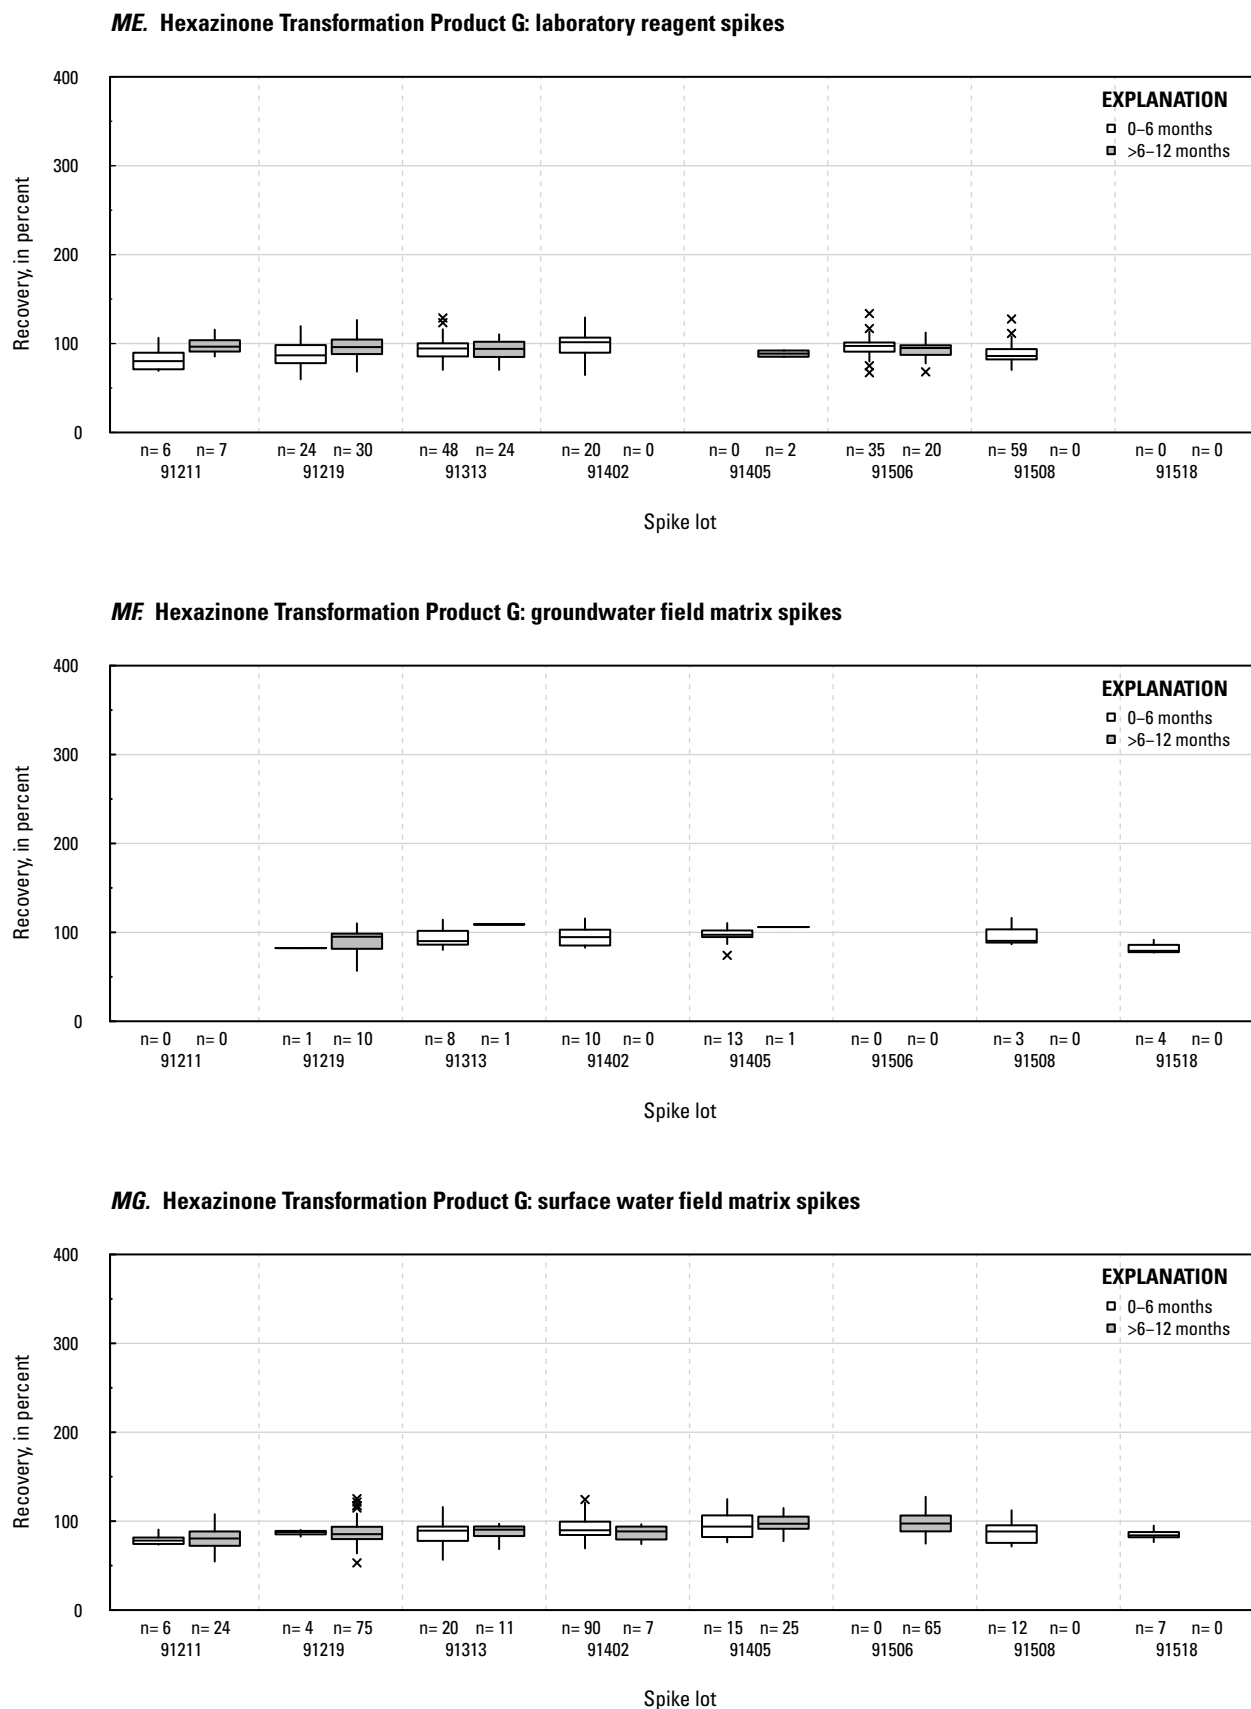 ME. Hexazinone Transformation Product G: laboratory reagent spikes
400
300
200
100
0
Recovery, in percent
EXPLANATION
0–6 months
>6–12 months
n= 6 n= 7 n= 24 n= 30 n= 48 n= 24 n= 20 n= 0 n= 0 n= 2 n= 35 n= 20 n= 59 n= 0 n= 0 n= 0
91211 91219 91313 91402 91405 91506 91508 91518
Spike lot
MF. Hexazinone Transformation Product G: groundwater field matrix spikes
400
300
200
100
0
Recovery, in percent
EXPLANATION
0–6 months
>6–12 months
n= 0 n= 0 n= 1 n= 10 n= 8 n= 1 n= 10 n= 0 n= 13 n= 1 n= 0 n= 0 n= 3 n= 0 n= 4 n= 0
91211 91219 91313 91402 91405 91506 91508 91518
Spike lot
MG. Hexazinone Transformation Product G: surface water field matrix spikes
400
300
200
100
0
Recovery, in percent
EXPLANATION
0–6 months
>6–12 months
n= 6 n= 24 n= 4 n= 75 n= 20 n= 11 n= 90 n= 7 n= 15 n= 25 n= 0 n= 65 n= 12 n= 0 n= 7 n= 0
91211 91219 91313 91402 91405 91506 91508 91518
Spike lot